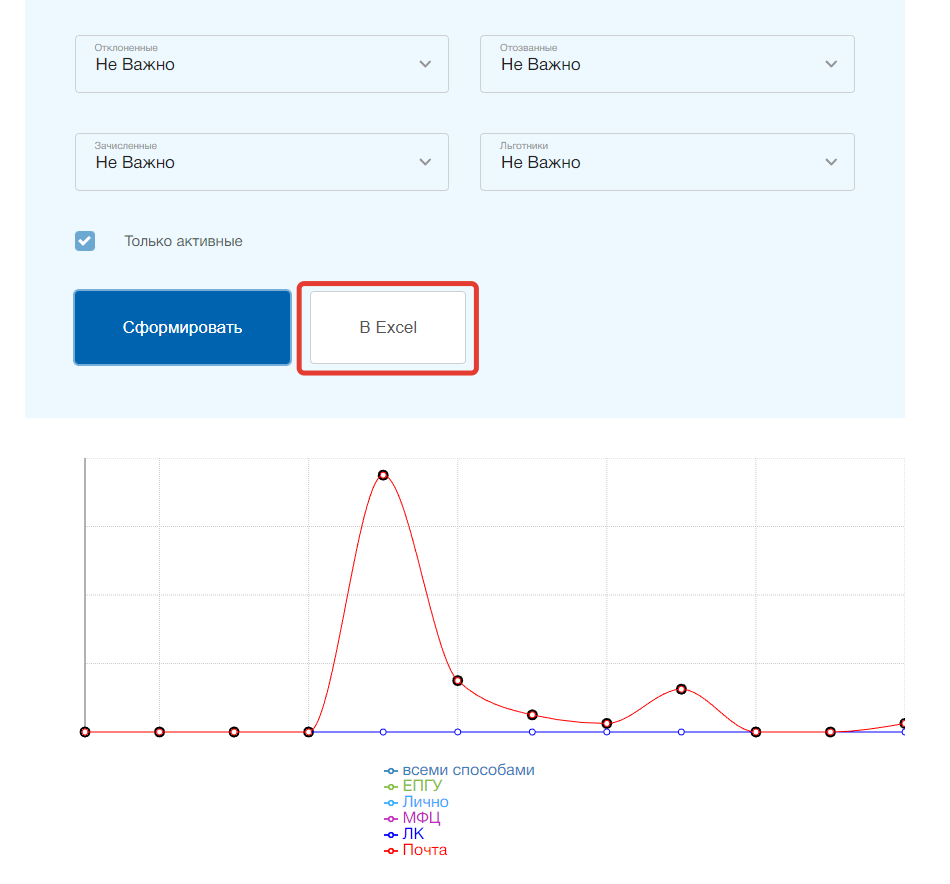 Отклоненные
Не Важно
Отозванные
Не Важно
Зачисленные
Не Важно
Льготники
Не Важно
Только активные
Сформировать
В Excel
всеми способами
ЕПГУ
Лично
МФЦ
ЛК
Почта